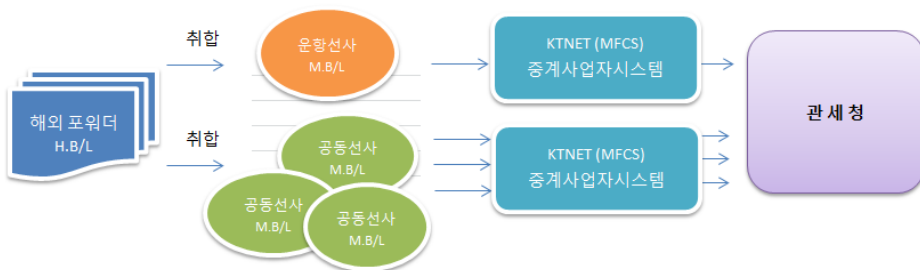 해외 포워더
H.B/L
취합
취합
운항선사
M.B/L
공동선사
M.B/L
공동선사
M.B/L
공동선사
M.B/L
KTNET (MFCS)
중계사업자시스템
KTNET (MFCS)
중계사업자시스템
관 세 청